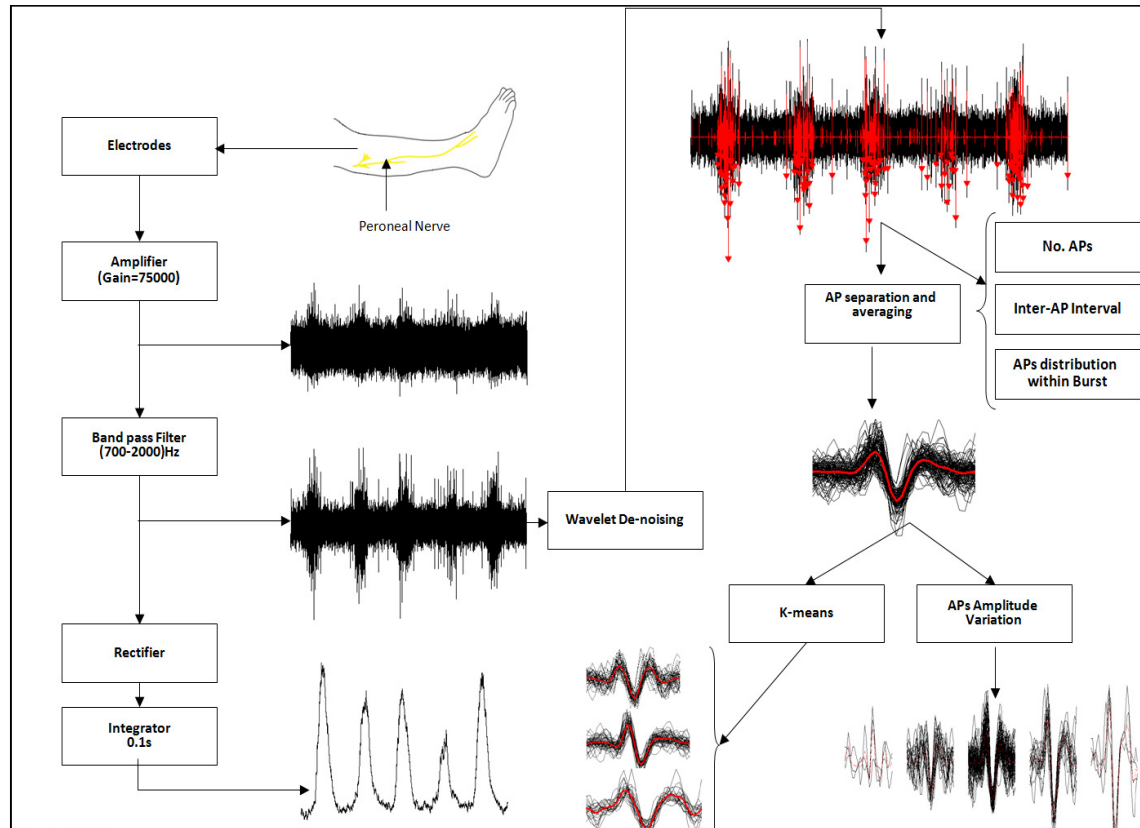 Electrodes
Peroneal Nerve
Amplifier
(Gain=75000)
Band pass Filter
(700-2000)Hz
Wavelet De-noising
Rectifier
Integrator
0.1s
No. APs
AP separation and
averaging
Inter-AP Interval
APs distribution
within Burst
K-means
APs Amplitude
Variation